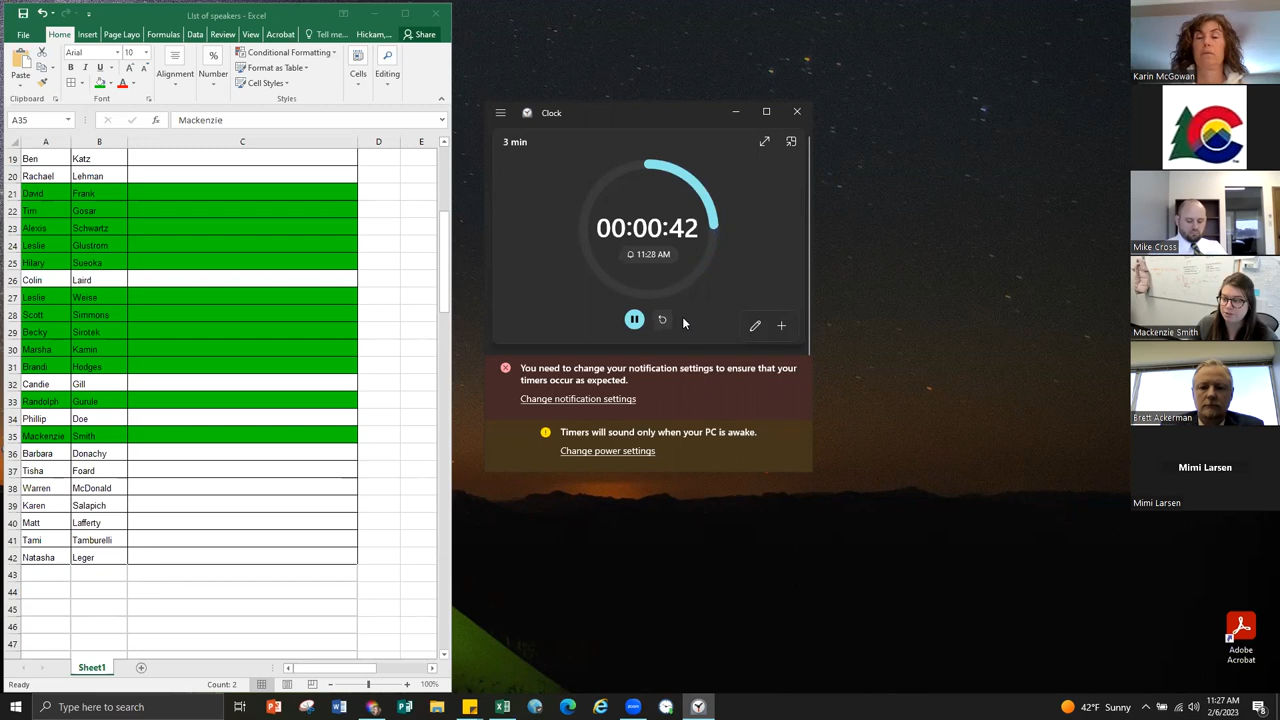 LIst of speakers - Excel
File Home Insert Page Layo Formulas Data Review View Acrobat Tell me... Hickam,... Share
Paste
Arial 10
B I U
Clipboard Font
Alignment
Number
%
Conditional Formatting
Format as Table
Cell Styles
Styles
Cells
Editing
A35 fx Mackenzie
A B C D E
19 Ben Katz
20 Rachael Lehman
21 David Frank
22 Tim Gosar
23 Alexis Schwartz
24 Leslie Glustrom
25 Hilary Sueoka
26 Colin Laird
27 Leslie Weise
28 Scott Simmons
29 Becky Sirotek
30 Marsha Kamin
31 Brandi Hodges
32 Candie Gill
33 Randolph Gurule
34 Phillip Doe
35 Mackenzie Smith
36 Barbara Donachy
37 Tisha Foard
38 Warren McDonald
39 Karen Salapich
40 Matt Lafferty
41 Tami Tamburelli
42 Natasha Leger
43
44
45
46
47
Sheet1
Ready Count: 2 100%
Clock
3 min
00:00:42
11:28 AM
You need to change your notification settings to ensure that your
timers occur as expected.
Change notification settings
Timers will sound only when your PC is awake.
Change power settings
Karin McGowan
Mike Cross
Mackenzie Smith
Brett Ackerman
Mimi Larsen
Mimi Larsen
Adobe
Acrobat
Type here to search
42°F Sunny
11:27 AM
2/6/2023
8